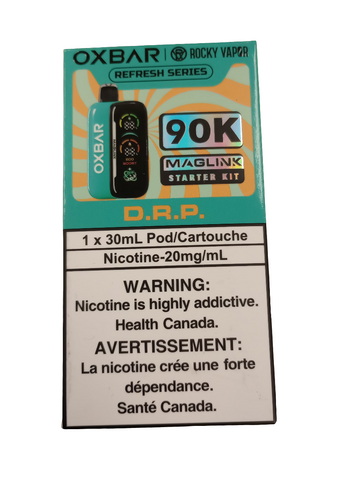 OXBAR | ROCKY VAPOR
REFRESH SERIES
OXBAR
90K
MAGLINK
STARTER KIT
D.R.P.
1 x 30mL Pod/Cartouche
Nicotine-20mg/mL
WARNING:
Nicotine is highly addictive.
Health Canada.
AVERTISSEMENT:
La nicotine crée une forte
dépendance.
Santé Canada.